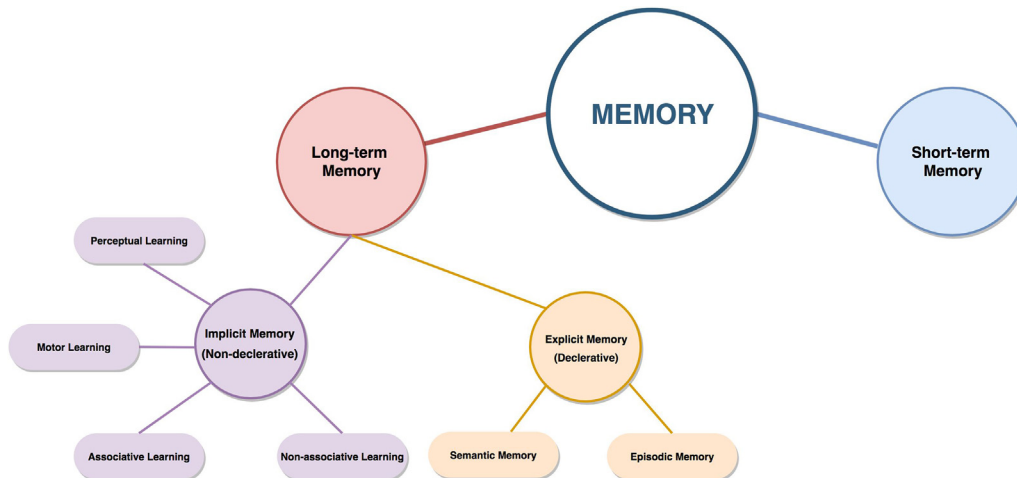 MEMORY
Long-term
Memory
Short-term
Memory
Perceptual Learning
Motor Learning
Implicit Memory
(Non-declerative)
Associative Learning
Non-associative Learning
Explicit Memory
(Declerative)
Semantic Memory
Episodic Memory